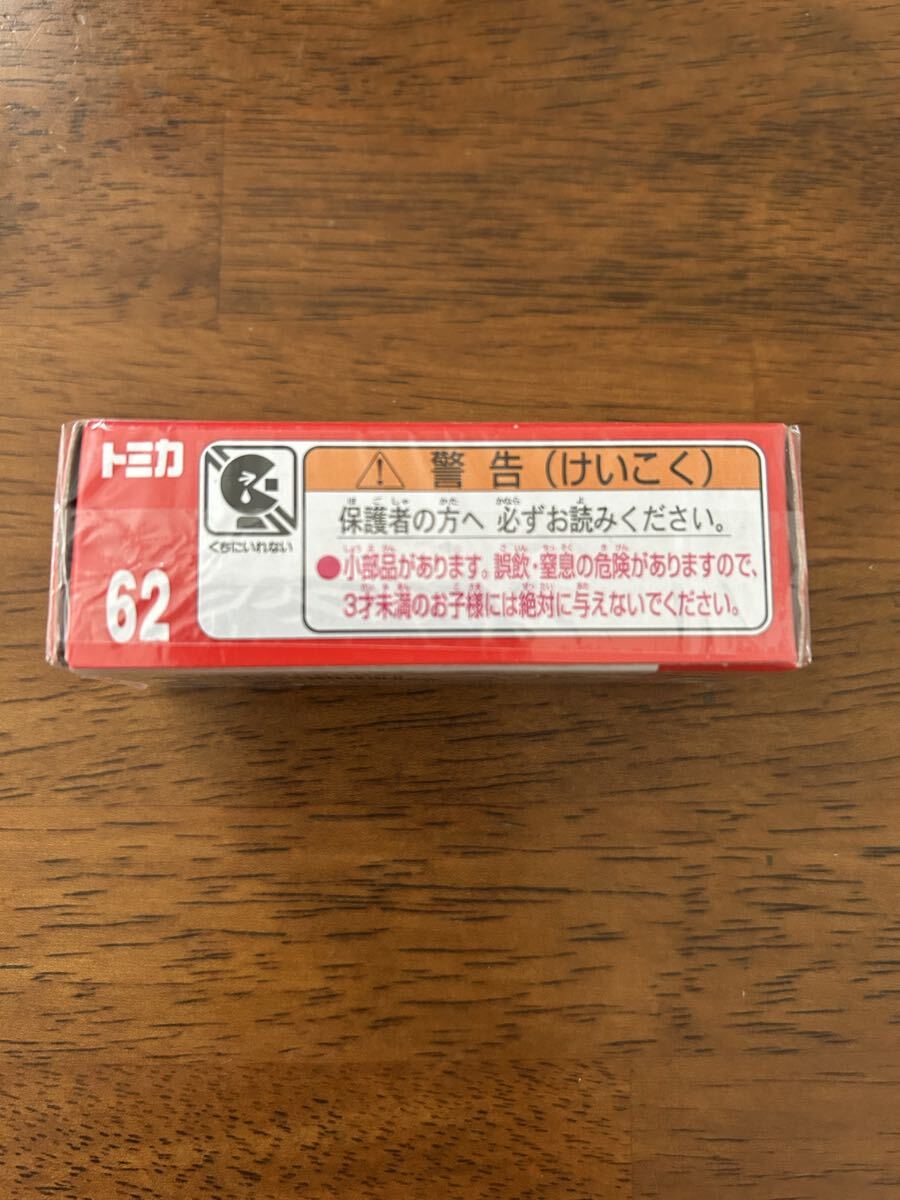 トミカ
62
くちにいれない
⚠ 警告(けいこく)
保護者の方へ 必ずお読みください。
●小部品があります。誤飲・窒息の危険がありますので、
3才未満のお子様には絶対に与えないでください。